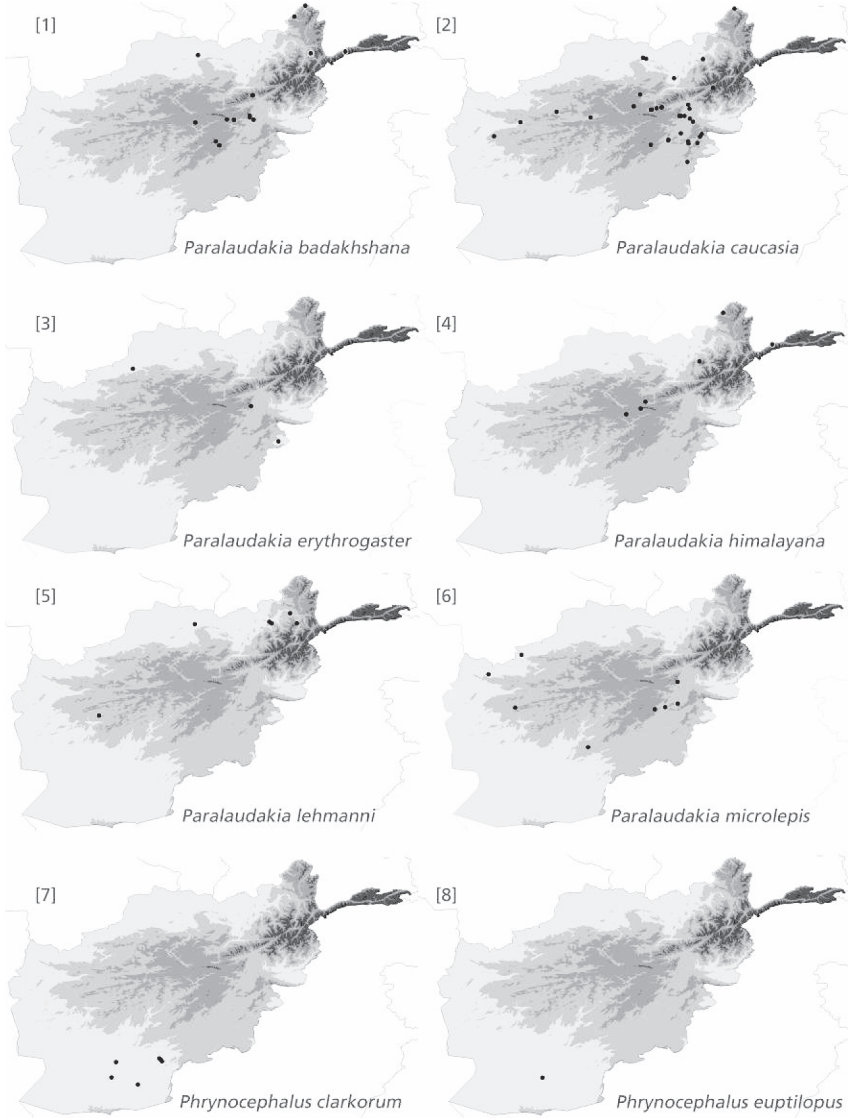 [1]
Paralaudakia badakhshana
[2]
Paralaudakia caucasia
[3]
Paralaudakia erythrogaster
[4]
Paralaudakia himalayana
[5]
Paralaudakia lehmanni
[6]
Paralaudakia microlepis
[7]
Phrynocephalus clarkorum
[8]
Phrynocephalus euptilopus